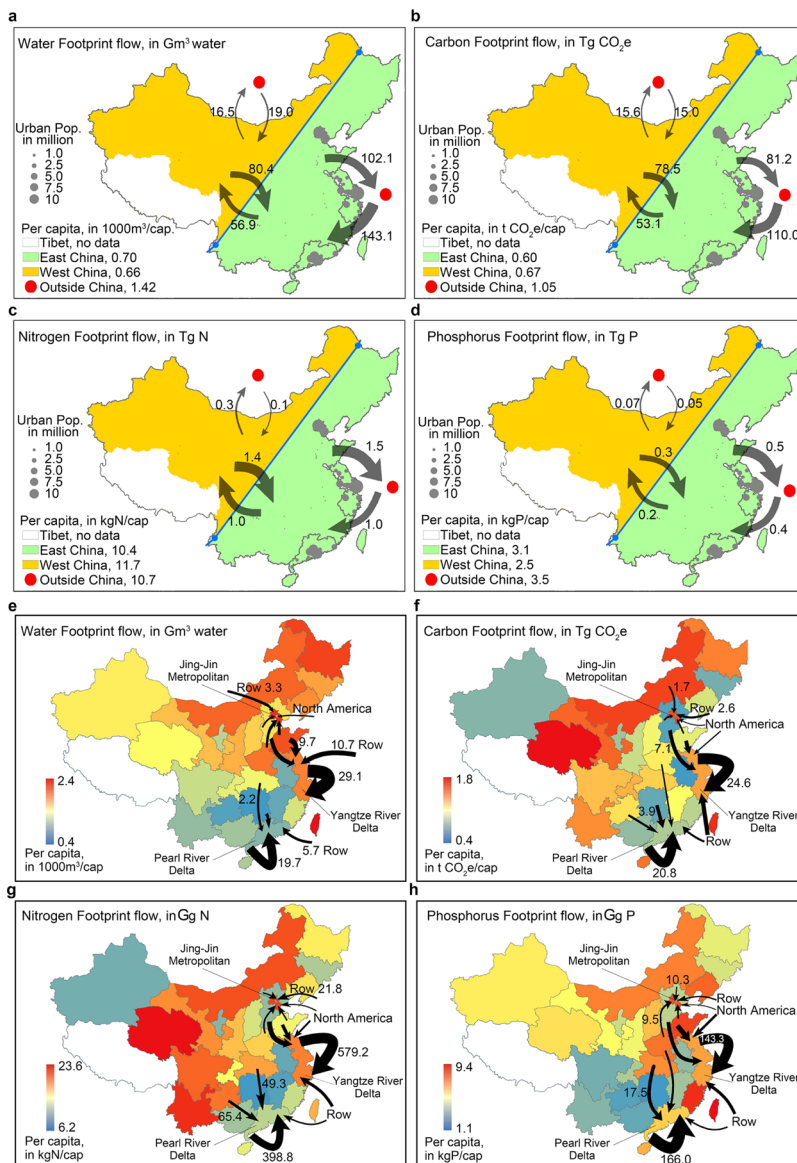 a
Water Footprint flow, in Gm³ water
16.5
19.0
Urban Pop.
in million
1.0
2.5
5.0
7.5
10
80.4
56.9
102.1
143.1
Per capita, in 1000m³/cap.
Tibet, no data
East China, 0.70
West China, 0.66
Outside China, 1.42
b
Carbon Footprint flow, in Tg CO₂e
15.6
15.0
Urban Pop.
in million
1.0
2.5
5.0
7.5
10
78.5
53.1
81.2
110.0
Per capita, in t CO₂e/cap
Tibet, no data
East China, 0.60
West China, 0.67
Outside China, 1.05
c
Nitrogen Footprint flow, in Tg N
0.3
0.1
Urban Pop.
in million
1.0
2.5
5.0
7.5
10
1.4
1.0
1.5
1.0
Per capita, in kgN/cap
Tibet, no data
East China, 10.4
West China, 11.7
Outside China, 10.7
d
Phosphorus Footprint flow, in Tg P
0.07
0.05
Urban Pop.
in million
1.0
2.5
5.0
7.5
10
0.3
0.2
0.5
0.4
Per capita, in kgP/cap
Tibet, no data
East China, 3.1
West China, 2.5
Outside China, 3.5
e
Water Footprint flow, in Gm³ water
Jing-Jin
Metropolitan
Row 3.3
North America
9.7
10.7 Row
29.1
2.4
0.4
2.2
Yangtze River
Delta
Pearl River
Delta
5.7 Row
19.7
Per capita,
in 1000m³/cap
f
Carbon Footprint flow, in Tg CO₂e
Jing-Jin
Metropolitan
1.7
Row 2.6
North America
7.1
24.6
1.8
0.4
3.9
Yangtze River
Delta
Row
Pearl River
Delta
20.8
Per capita,
in t CO₂e/cap
g
Nitrogen Footprint flow, in Gg N
Jing-Jin
Metropolitan
Row 21.8
North America
579.2
23.6
6.2
49.3
65.4
Yangtze River
Delta
Row
Pearl River
Delta
398.8
Per capita,
in kgN/cap
h
Phosphorus Footprint flow, in Gg P
Jing-Jin
Metropolitan
10.3
Row
North America
9.5
143.3
9.4
1.1
17.5
Yangtze River
Delta
Row
Pearl River
Delta
166.0
Per capita,
in kgP/cap